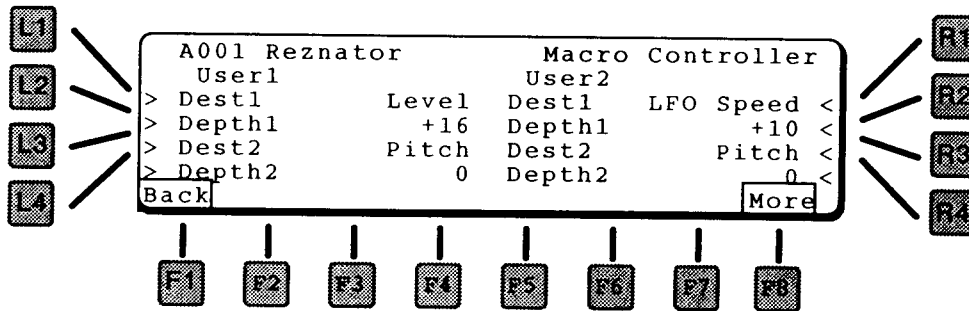 L1
L2
L3
L4
A001 Reznator Macro Controller
User1 User2
> Dest1 Level Dest1 LFO Speed <
> Depth1 +16 Depth1 +10 <
> Dest2 Pitch Dest2 Pitch <
> Depth2 0 Depth2 0 <
Back More
R1
R2
R3
R4
F1 F2 F3 F4 F5 F6 F7 F8